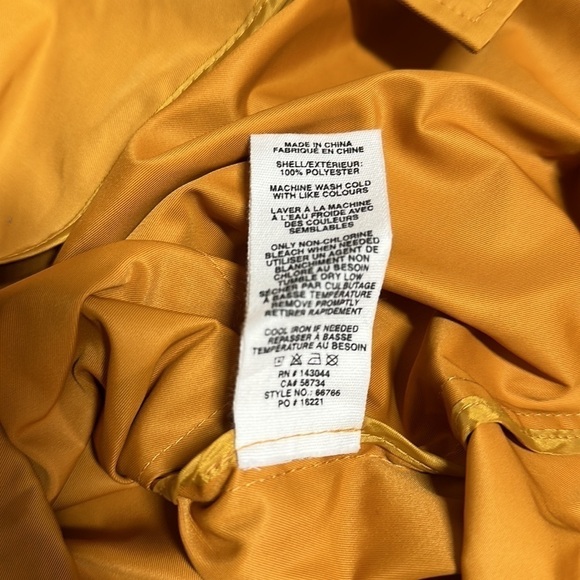 MADE IN CHINA
FABRIQUÉ EN CHINE
SHELL/EXTÉRIEUR:
100% POLYESTER
MACHINE WASH COLD
WITH LIKE COLOURS
LAVER À LA MACHINE
À L'EAU FROIDE AVEC
DES COULEURS
SEMBLABLES
ONLY NON-CHLORINE
BLEACH WHEN NEEDED
UTILISER UN AGENT DE
BLANCHIMENT NON
CHLORÉ AU BESOIN
TUMBLE DRY LOW
SÉCHER PAR CULBUTAGE
À BASSE TEMPÉRATURE
REMOVE PROMPTLY
RETIRER RAPIDEMENT
COOL IRON IF NEEDED
REPASSER À BASSE
TEMPÉRATURE AU BESOIN
RN # 143044
CA# 56734
STYLE NO.: 66766
PO # 16221